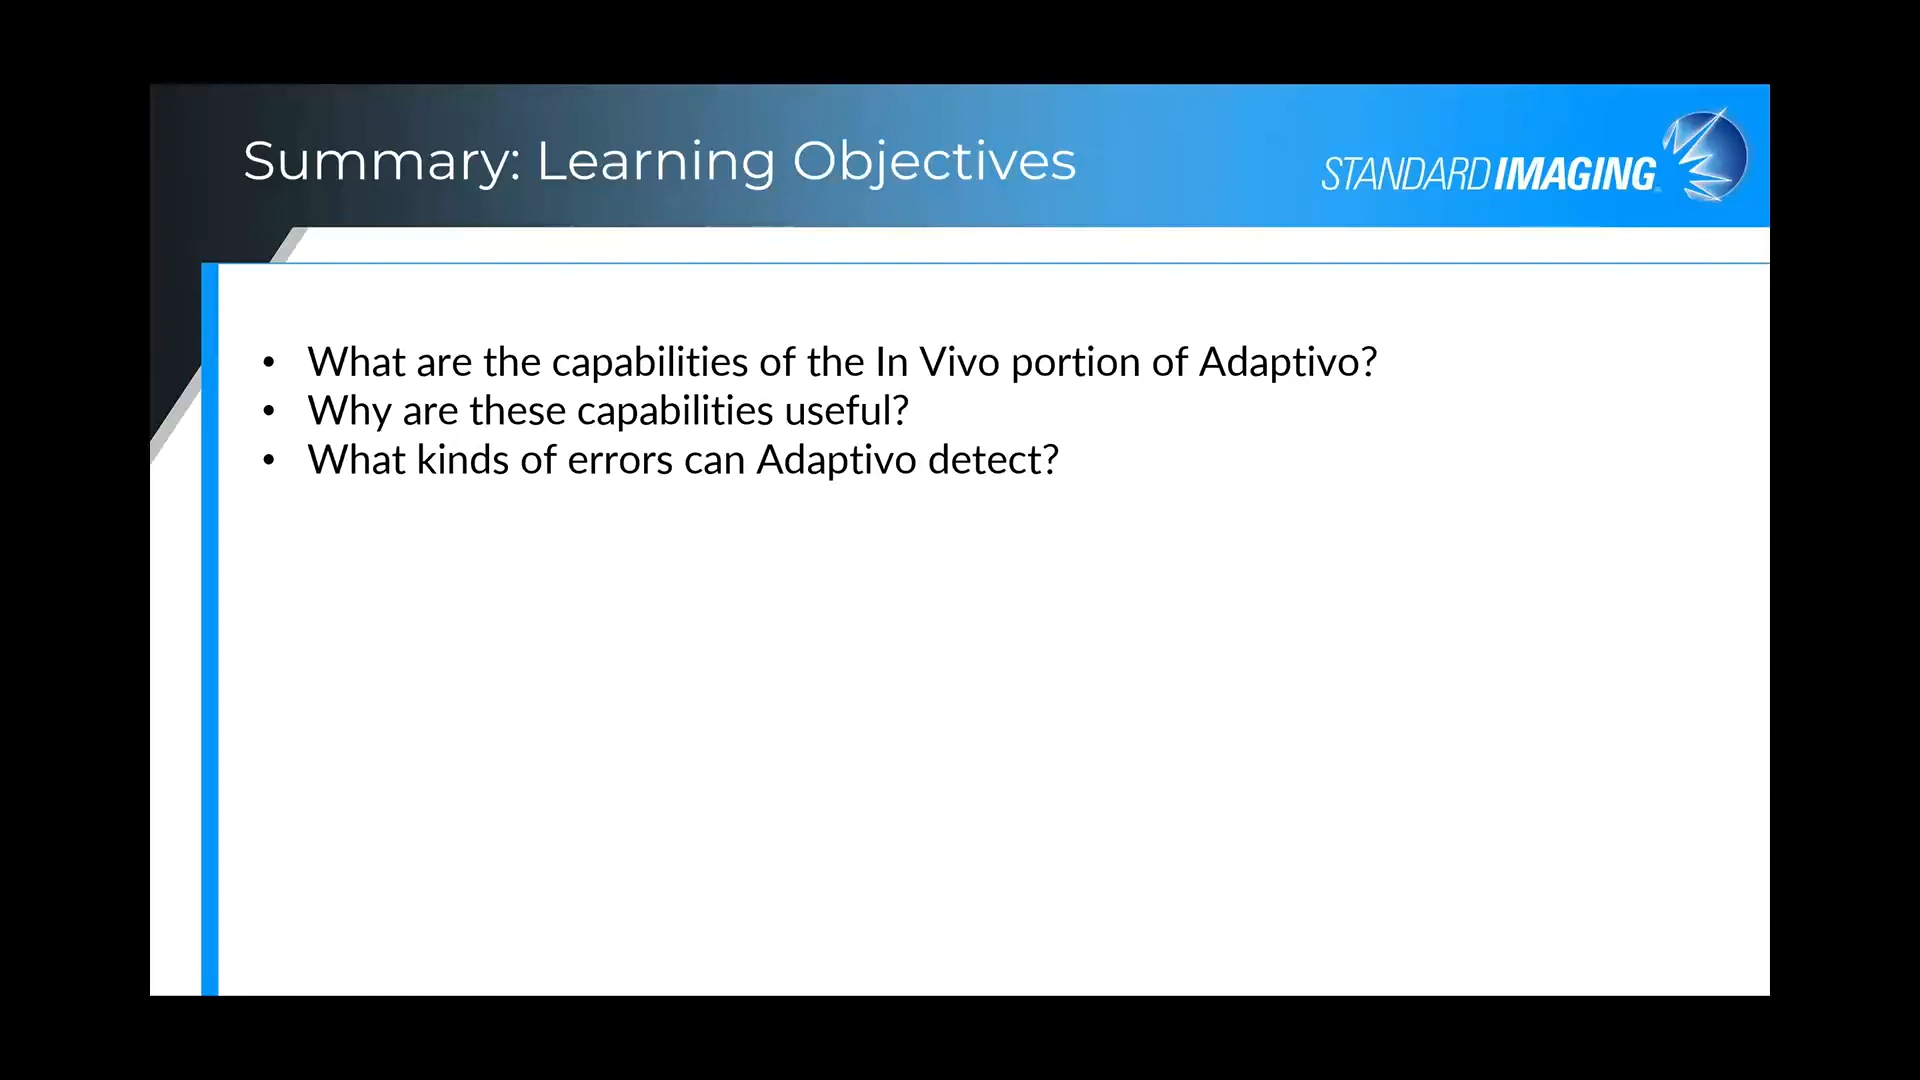 Summary: Learning Objectives
STANDARD IMAGING
• What are the capabilities of the In Vivo portion of Adaptivo?
• Why are these capabilities useful?
• What kinds of errors can Adaptivo detect?